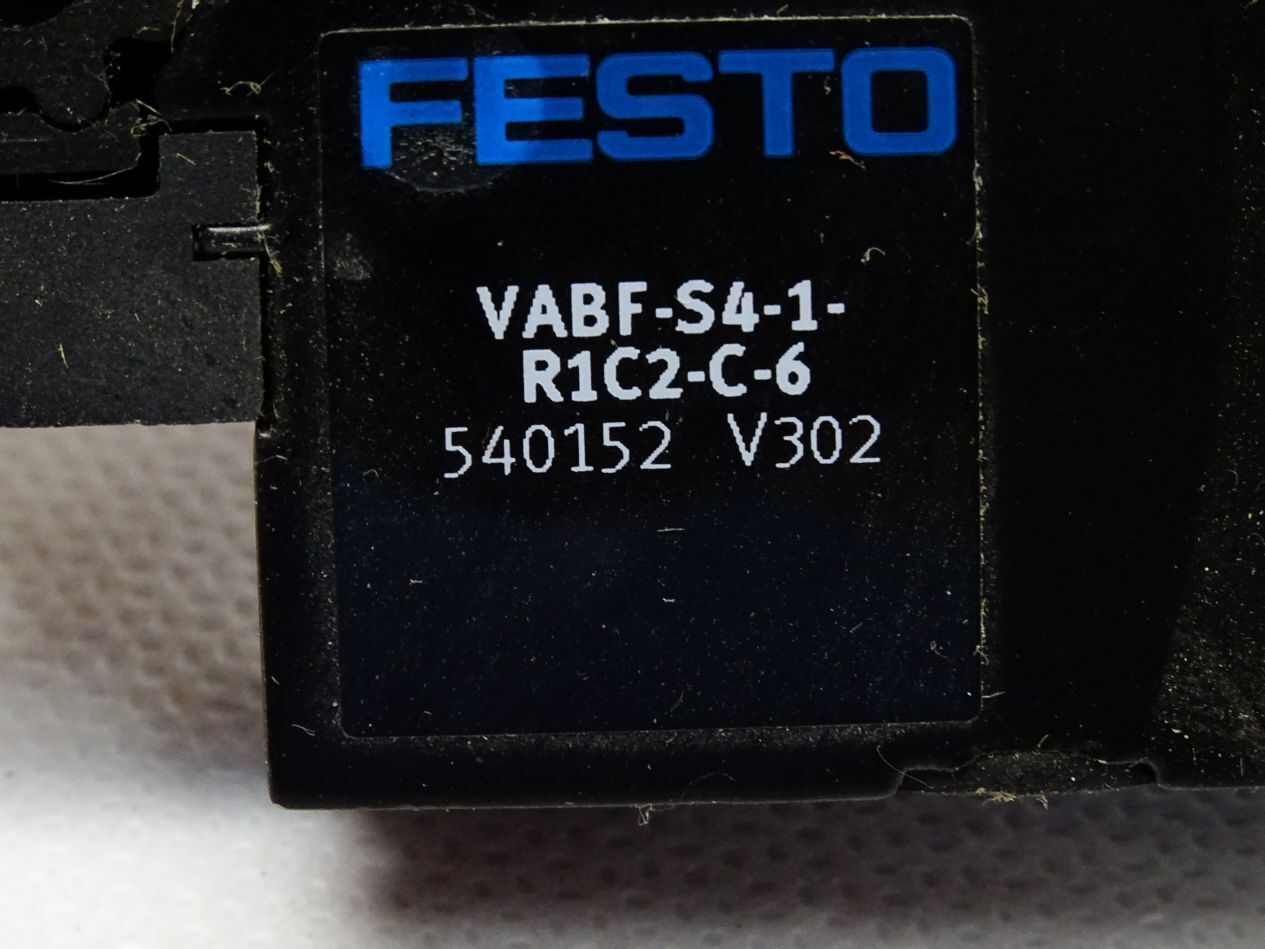 FESTO
VABF-S4-1-
R1C2-C-6
540152 V302